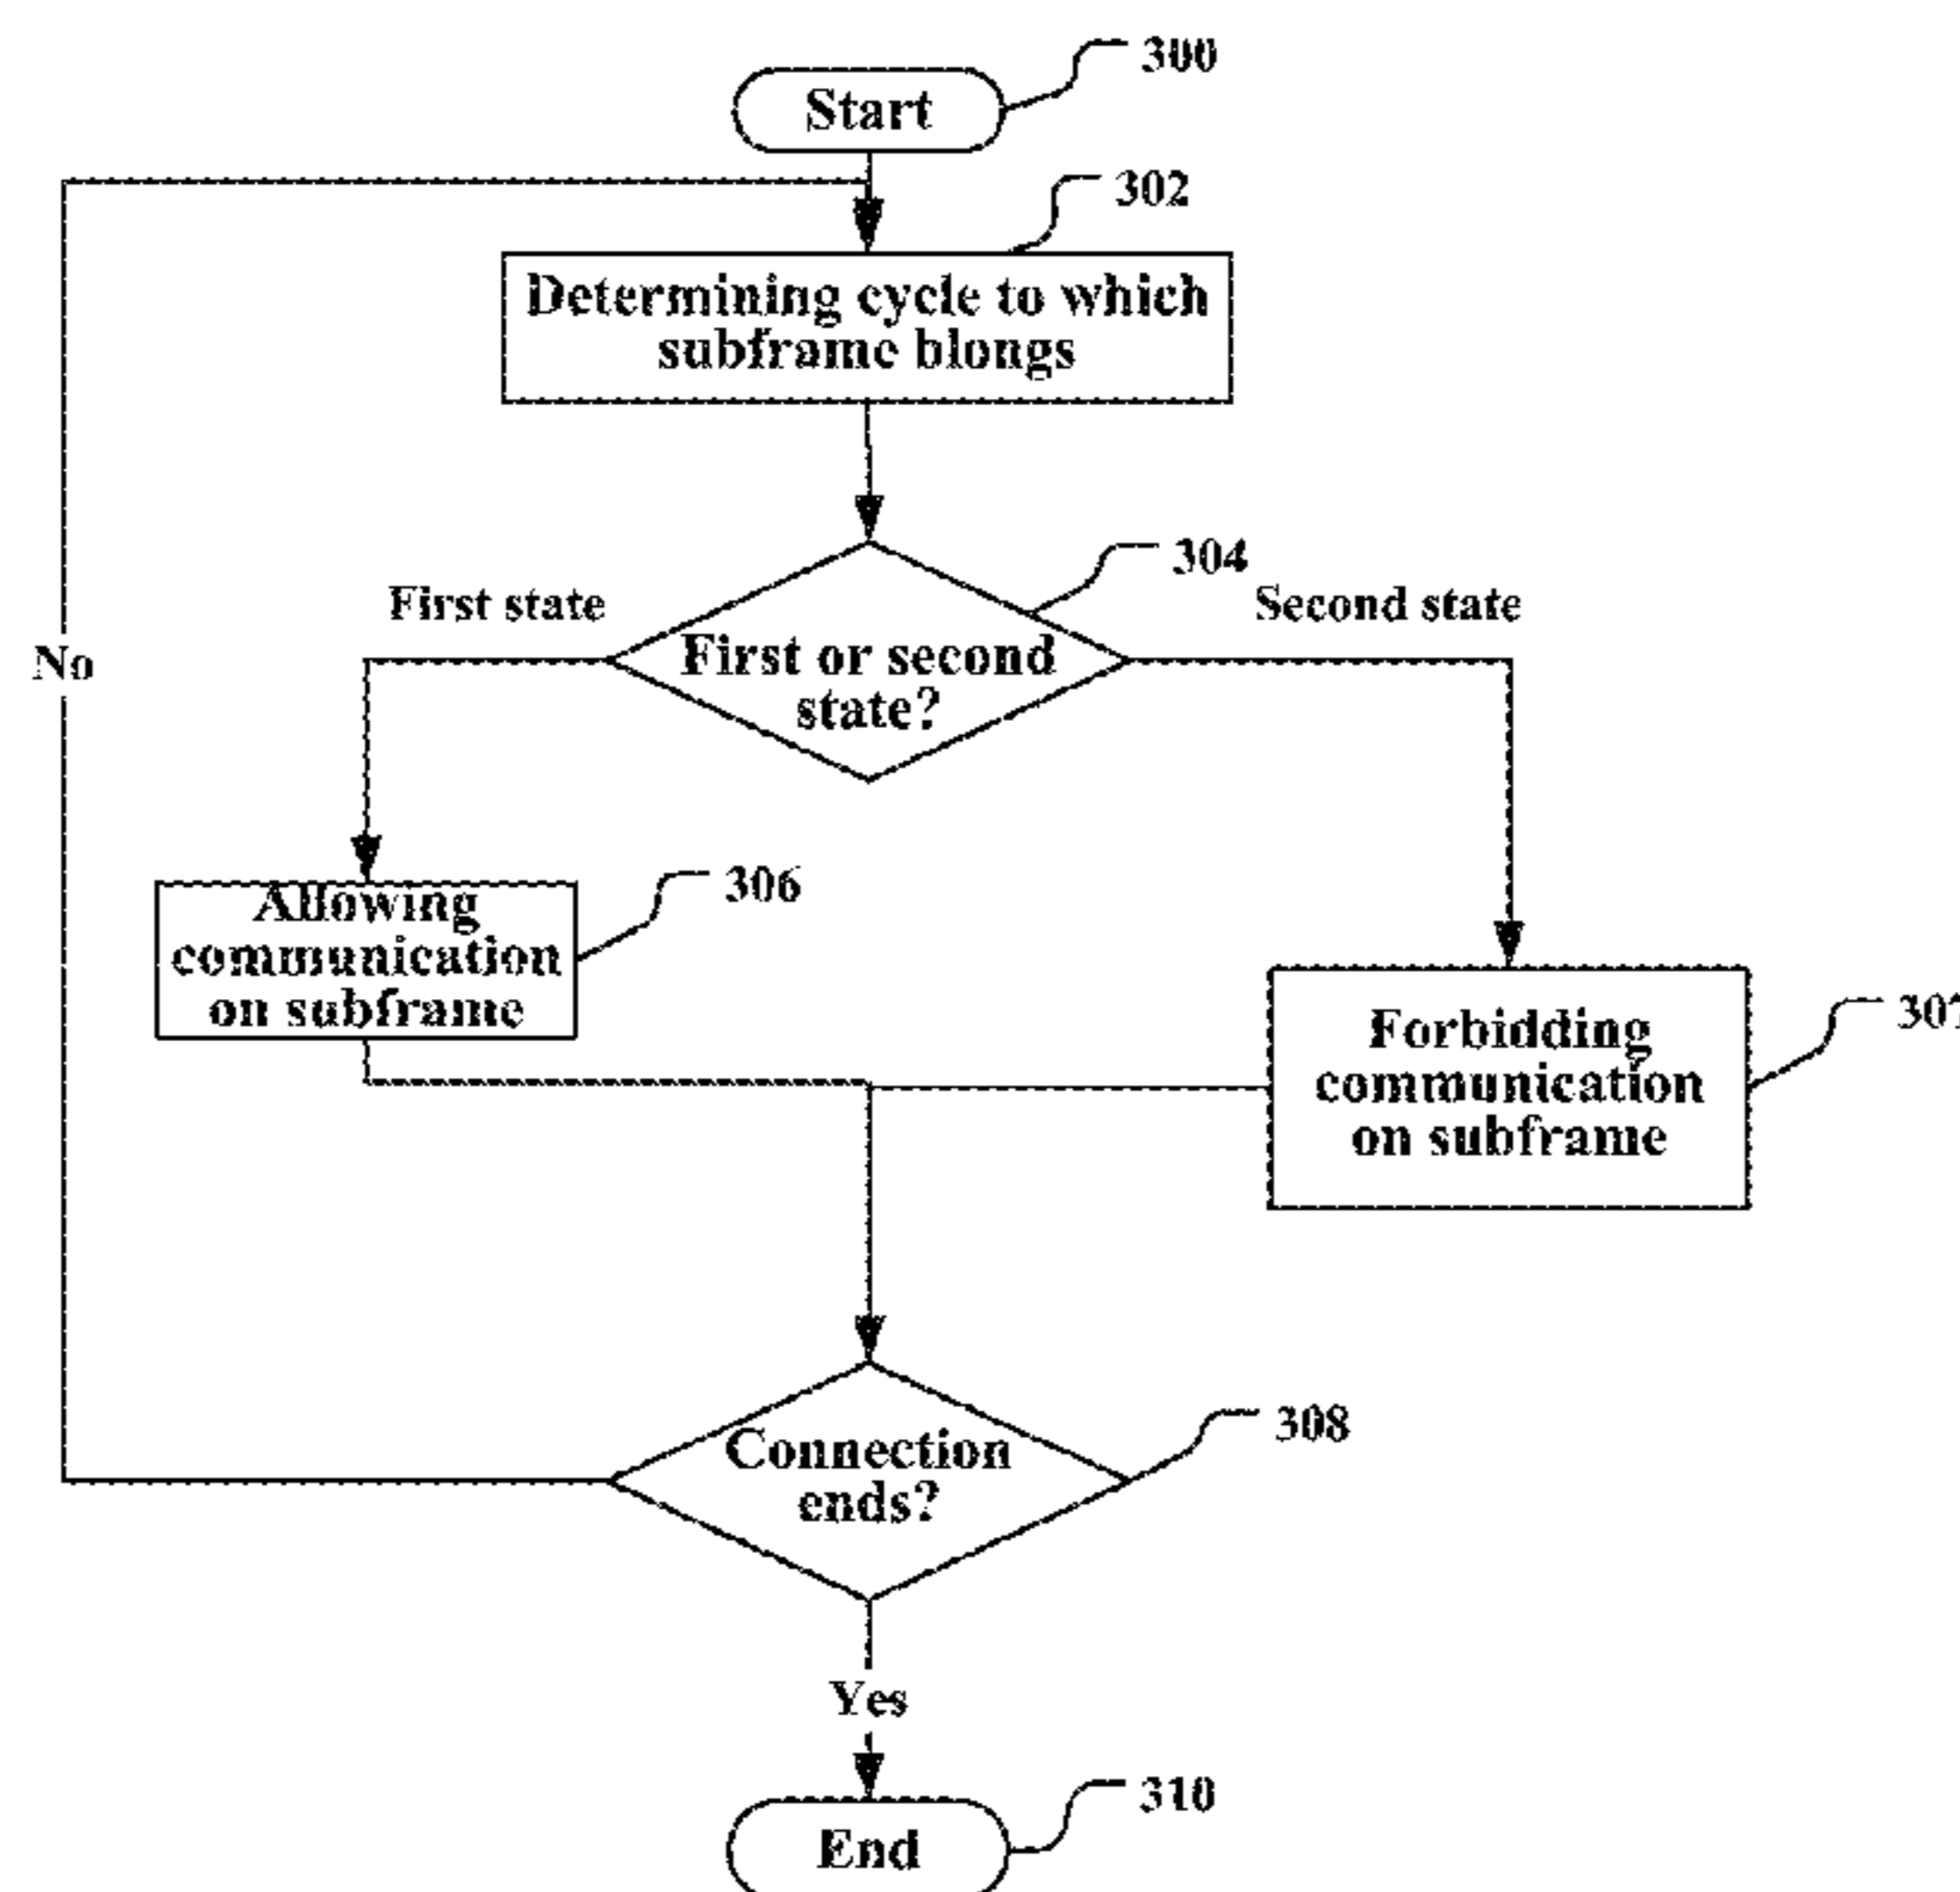 300
Start
302
Determining cycle to which
subframe blongs
304
First state
Second state
No
First or second
state?
306
Allowing
communication
on subframe
307
Forbidding
communication
on subframe
308
Connection
ends?
Yes
310
End